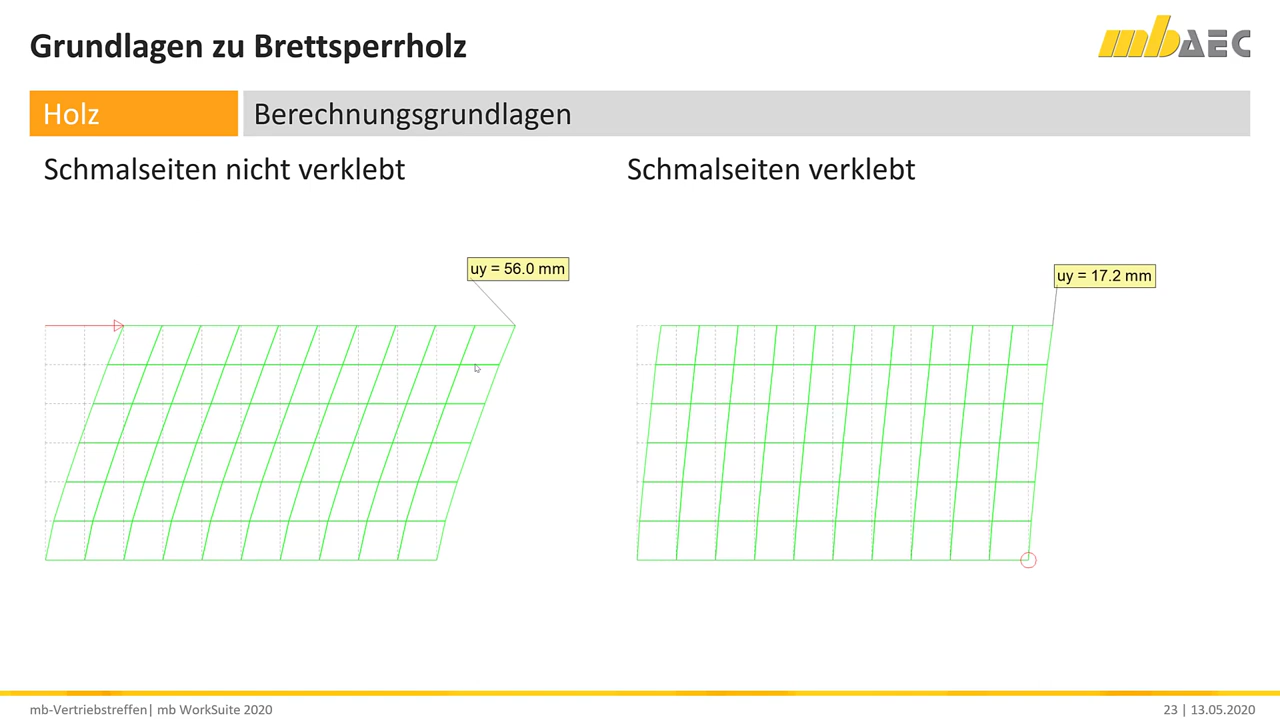 Grundlagen zu Brettsperrholz
mbAEC
Holz
Berechnungsgrundlagen
Schmalseiten nicht verklebt
Schmalseiten verklebt
uy = 56.0 mm
uy = 17.2 mm
mb-Vertriebstreffen| mb WorkSuite 2020
23 | 13.05.2020